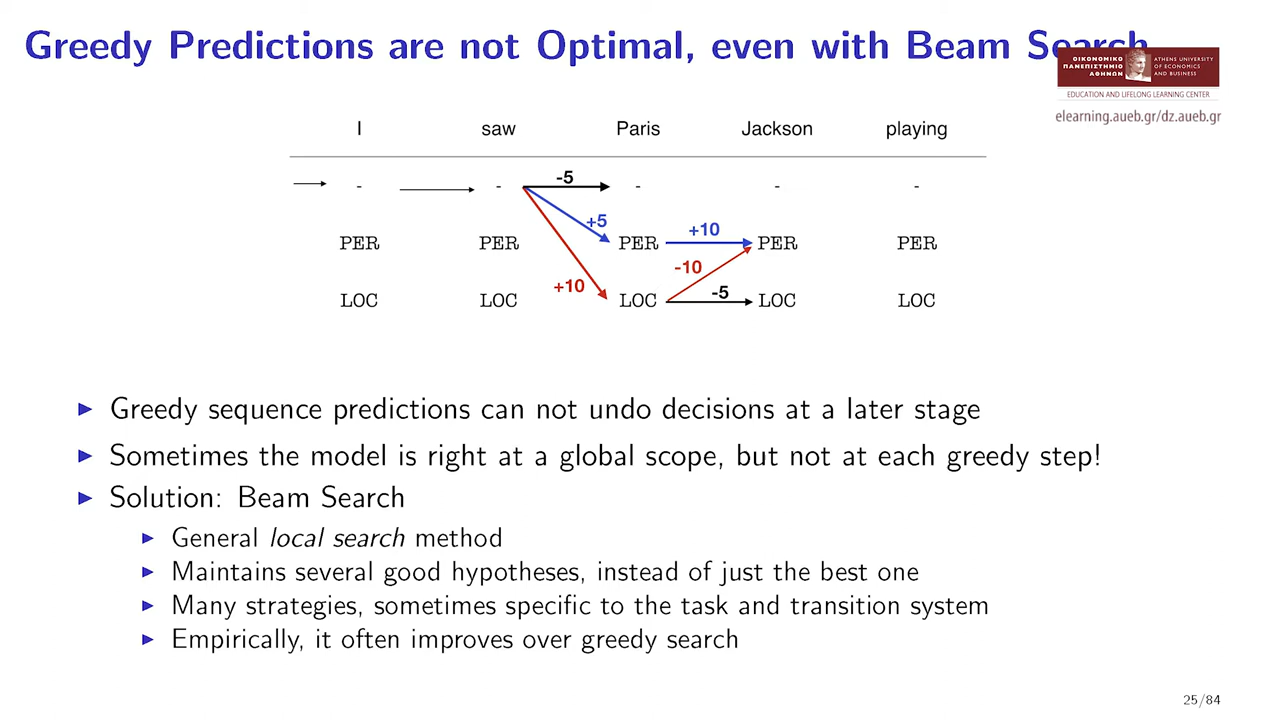 Greedy Predictions are not Optimal, even with Beam Search
ΟΙΚΟΝΟΜΙΚΟ
ΠΑΝΕΠΙΣΤΗΜΙΟ
ΑΘΗΝΩΝ
ATHENS UNIVERSITY
OF ECONOMICS
AND BUSINESS
EDUCATION AND LIFELONG LEARNING CENTER
elearning.aueb.gr/dz.aueb.gr
I saw Paris Jackson playing
-5
- - - - -
+5
+10
PER PER PER PER PER
-10
+10
-5
LOC LOC LOC LOC LOC
Greedy sequence predictions can not undo decisions at a later stage
Sometimes the model is right at a global scope, but not at each greedy step!
Solution: Beam Search
General local search method
Maintains several good hypotheses, instead of just the best one
Many strategies, sometimes specific to the task and transition system
Empirically, it often improves over greedy search
25/84